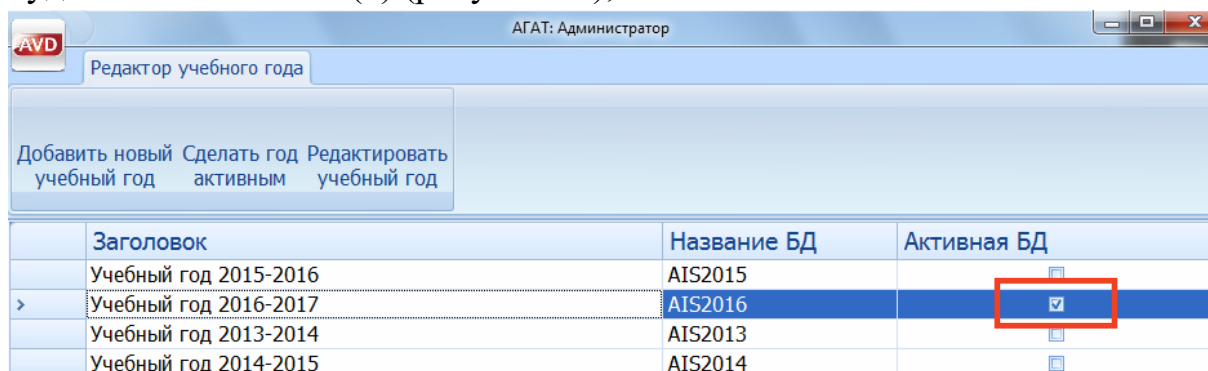 АГАТ: Администратор
AVD
Редактор учебного года
Добавить новый Сделать год Редактировать
учебный год активным учебный год
Заголовок Название БД Активная БД
Учебный год 2015-2016 AIS2015
> Учебный год 2016-2017 AIS2016
Учебный год 2013-2014 AIS2013
Учебный год 2014-2015 AIS2014